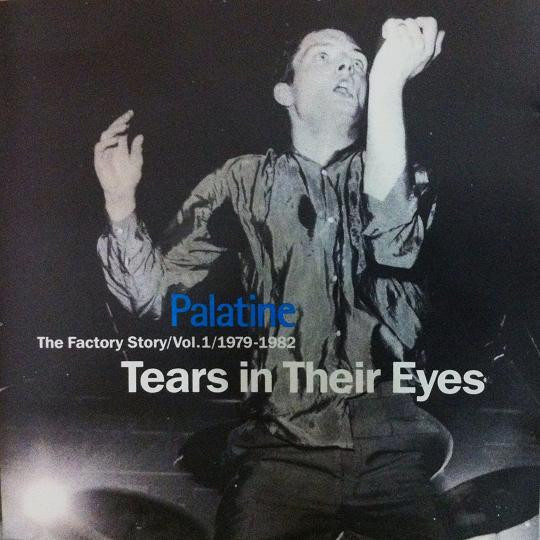 Palatine
The Factory Story/Vol.1/1979-1982
Tears in Their Eyes